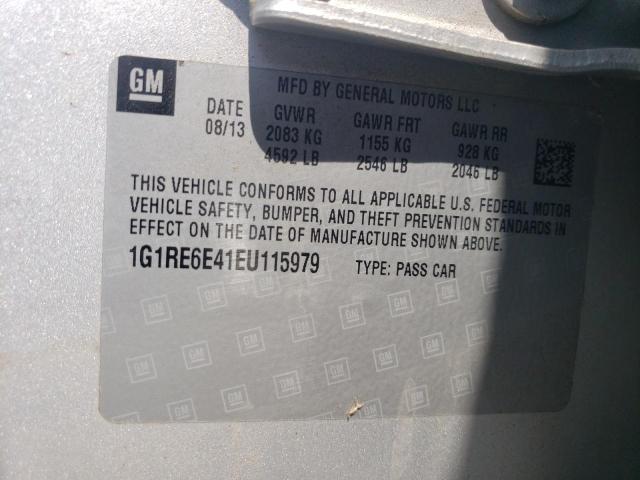 GM
MFD BY GENERAL MOTORS LLC
DATE GVWR GAWR FRT GAWR RR
08/13 2083 KG 1155 KG 928 KG
4592 LB 2546 LB 2046 LB
THIS VEHICLE CONFORMS TO ALL APPLICABLE U.S. FEDERAL MOTOR
VEHICLE SAFETY, BUMPER, AND THEFT PREVENTION STANDARDS IN
EFFECT ON THE DATE OF MANUFACTURE SHOWN ABOVE.
1G1RE6E41EU115979 TYPE: PASS CAR